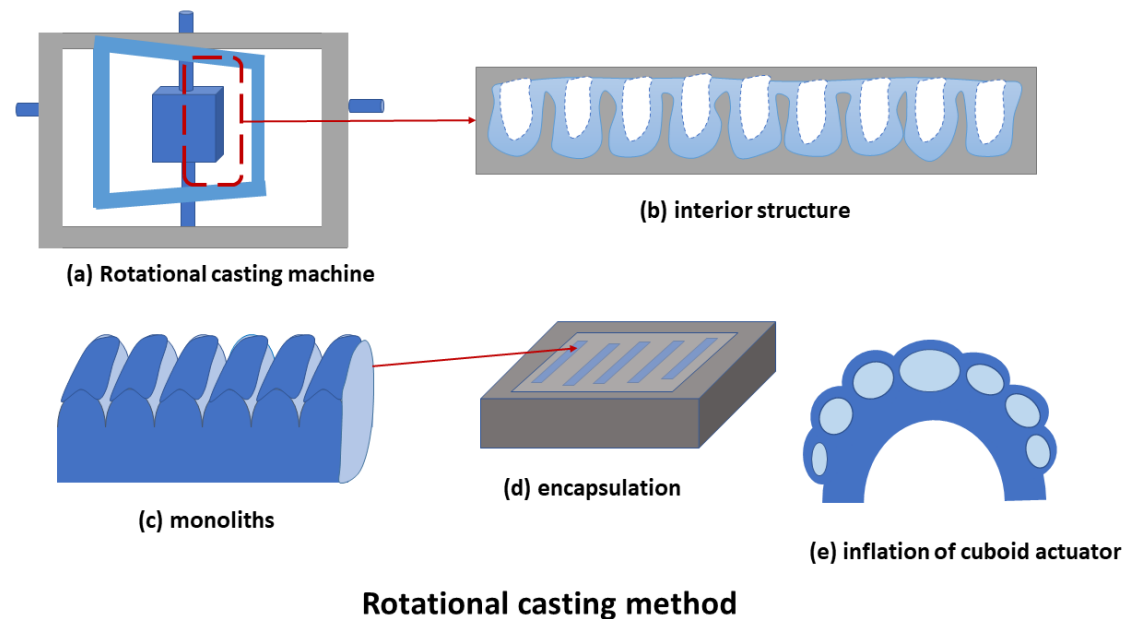 (b) interior structure
(a) Rotational casting machine
(c) monoliths
(d) encapsulation
(e) inflation of cuboid actuator
Rotational casting method